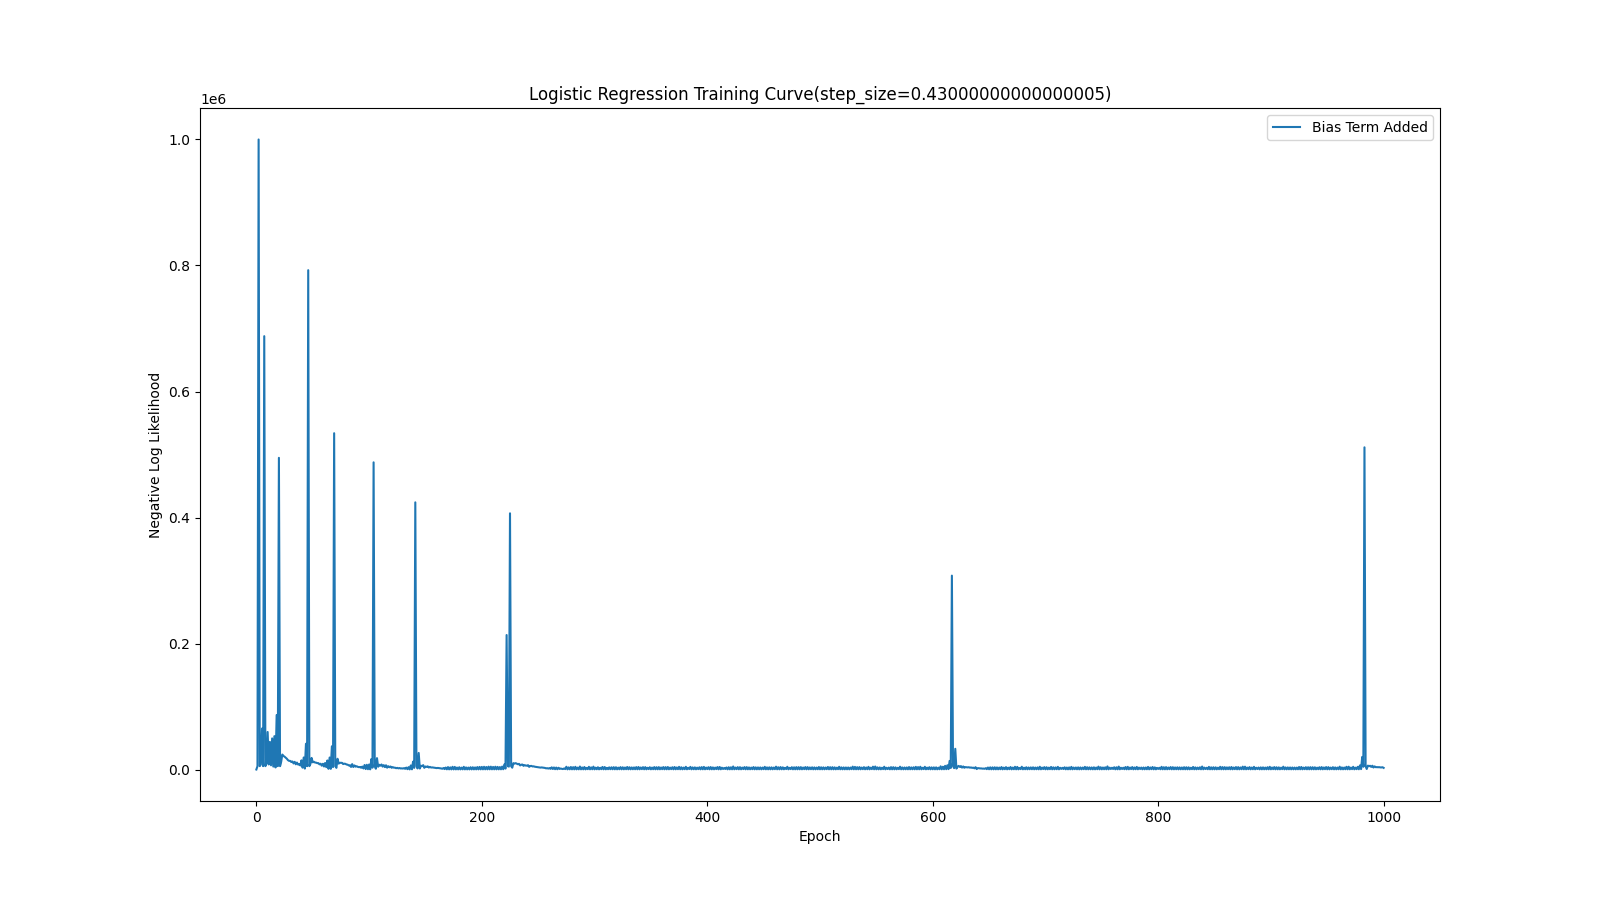 Logistic Regression Training Curve(step_size=0.43000000000000005)
1e6
Bias Term Added
1.0
0.8
0.6
0.4
0.2
0.0
Negative Log Likelihood
0 200 400 600 800 1000
Epoch